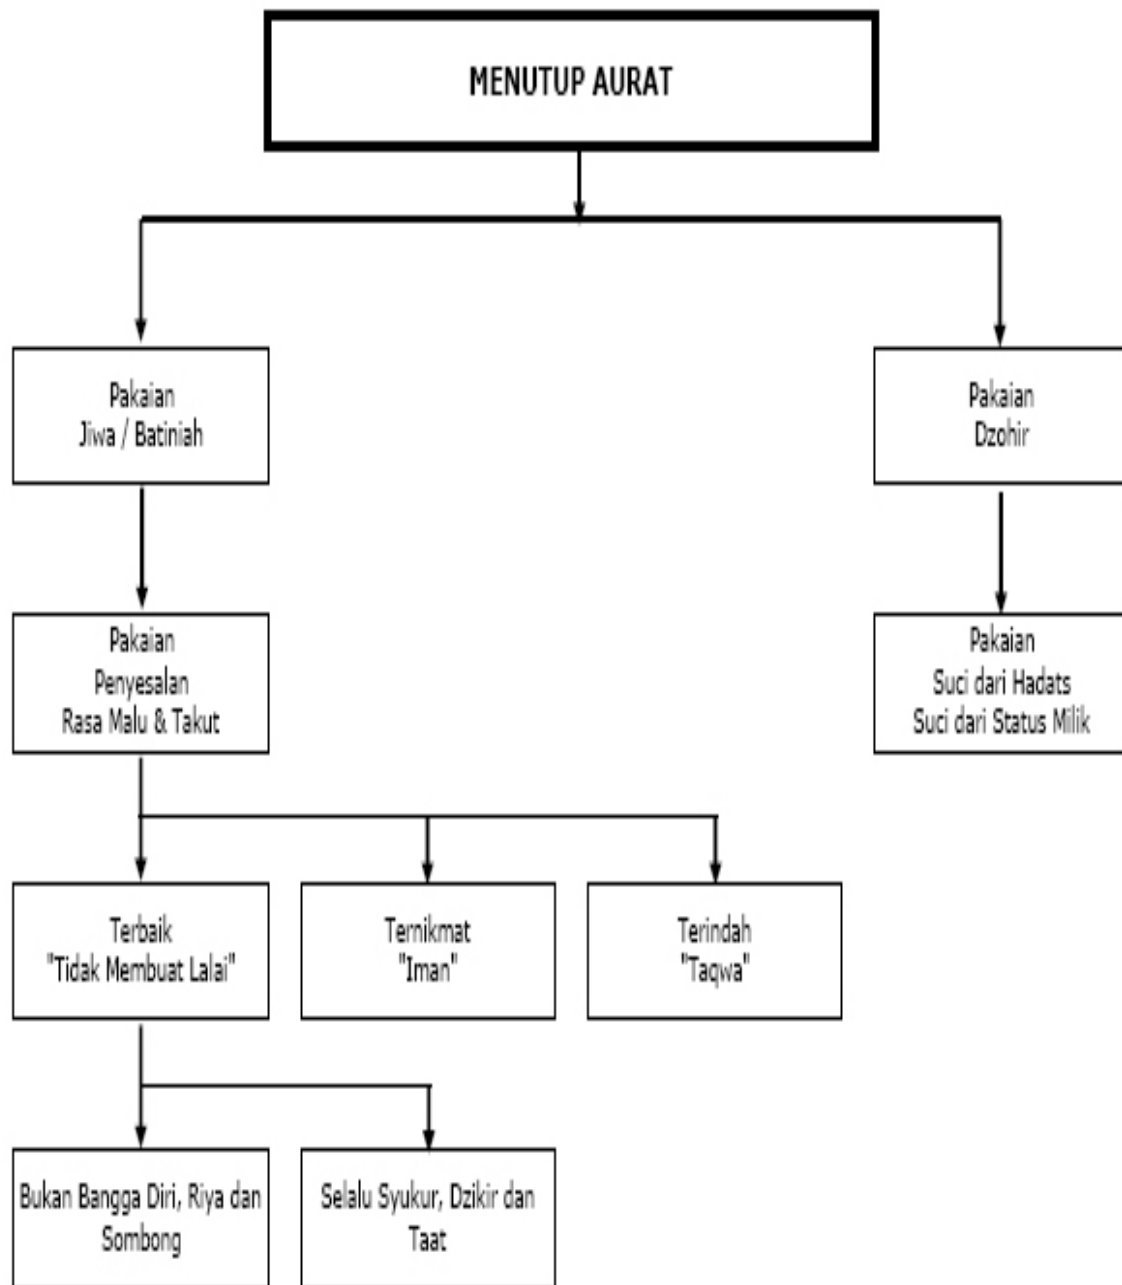 MENUTUP AURAT
Pakaian
Jiwa / Batiniah
Pakaian
Dzohir
Pakaian
Penyesalan
Rasa Malu & Takut
Pakaian
Suci dari Hadats
Suci dari Status Milik
Terbaik
"Tidak Membuat Lalai"
Ternikmat
"Iman"
Terindah
"Taqwa"
Bukan Bangga Diri, Riya dan
Sombong
Selalu Syukur, Dzikir dan
Taat